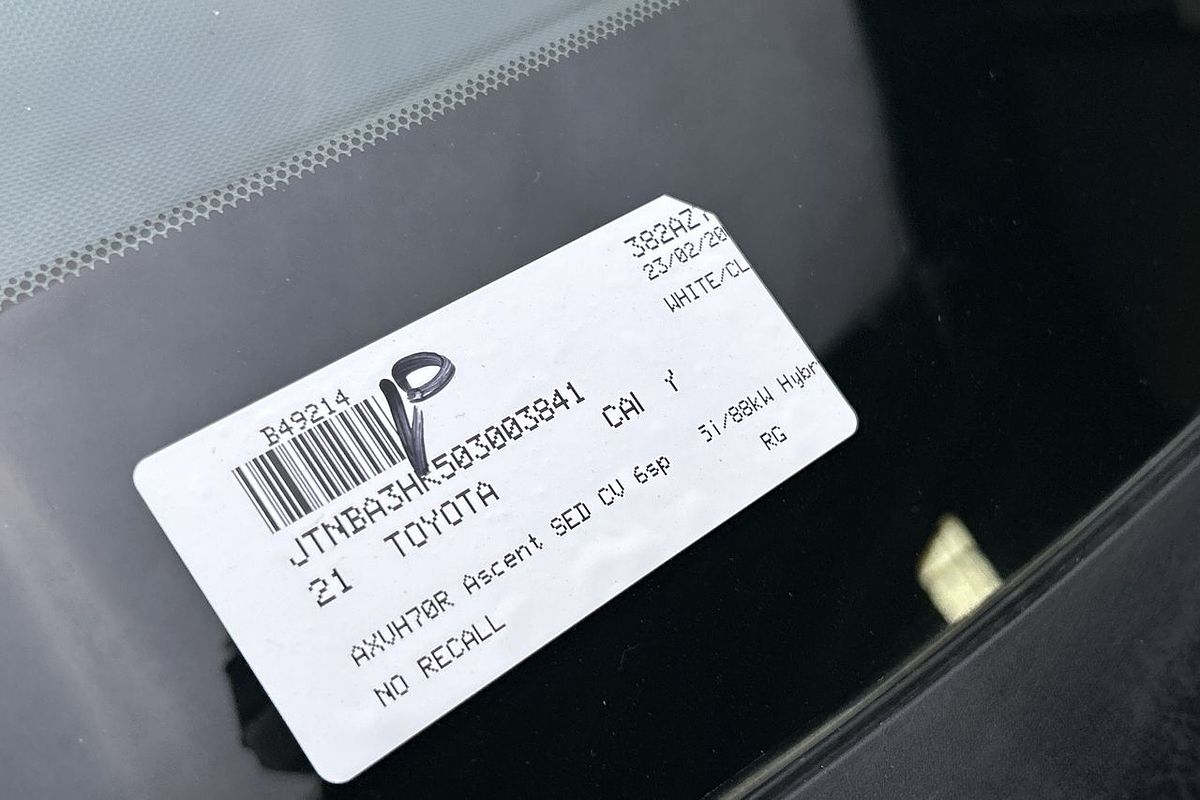 B49214
P
382AZ
23/02/20
WHITE/CL
JTNBA3HK503003841
21 TOYOTA CAI Y
AXVH70R Ascent SED CV 6sp 5i/88kW Hybr
NO RECALL RG